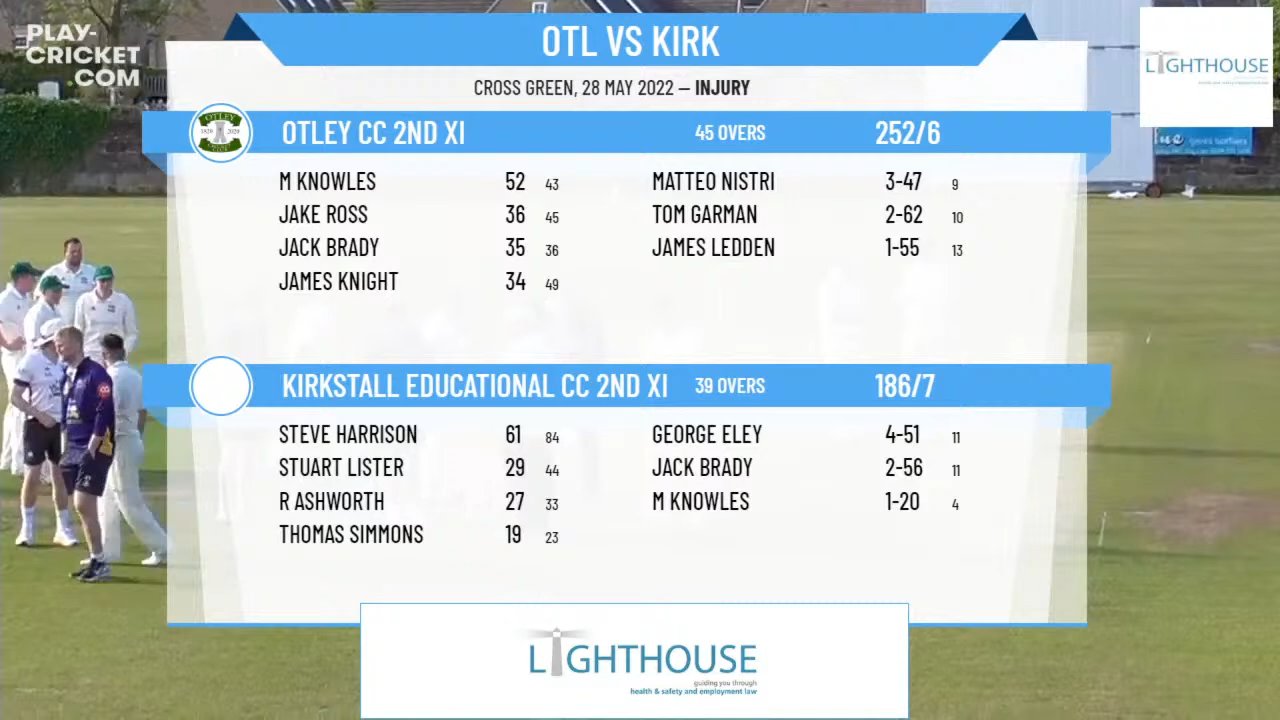 PLAY-
CRICKET
.COM
OTL VS KIRK
LIGHTHOUSE
CROSS GREEN, 28 MAY 2022 – INJURY
OTLEY CC 2ND XI 45 OVERS 252/6
M KNOWLES 52 43 MATTEO NISTRI 3-47 9
JAKE ROSS 36 45 TOM GARMAN 2-62 10
JACK BRADY 35 36 JAMES LEDDEN 1-55 13
JAMES KNIGHT 34 49
KIRKSTALL EDUCATIONAL CC 2ND XI 39 OVERS 186/7
STEVE HARRISON 61 84 GEORGE ELEY 4-51 11
STUART LISTER 29 44 JACK BRADY 2-56 11
R ASHWORTH 27 33 M KNOWLES 1-20 4
THOMAS SIMMONS 19 23
LIGHTHOUSE
guiding you through
health & safety and employment law